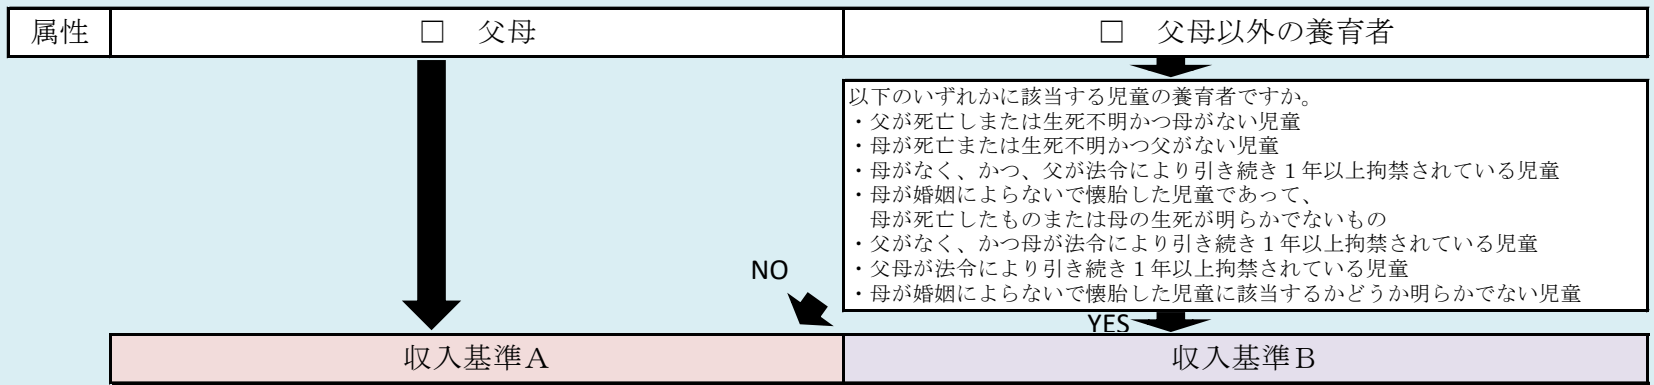 属性 □ 父母 □ 父母以外の養育者
以下のいずれかに該当する児童の養育者ですか。
・父が死亡しまたは生死不明かつ母がない児童
・母が死亡または生死不明かつ父がない児童
・母がなく、かつ、父が法令により引き続き１年以上拘禁されている児童
・母が婚姻によらないで懐胎した児童であって、
母が死亡したものまたは母の生死が明らかでないもの
・父がなく、かつ母が法令により引き続き１年以上拘禁されている児童
・父母が法令により引き続き１年以上拘禁されている児童
・母が婚姻によらないで懐胎した児童に該当するかどうか明らかでない児童
NO
YES
収入基準Ａ 収入基準Ｂ